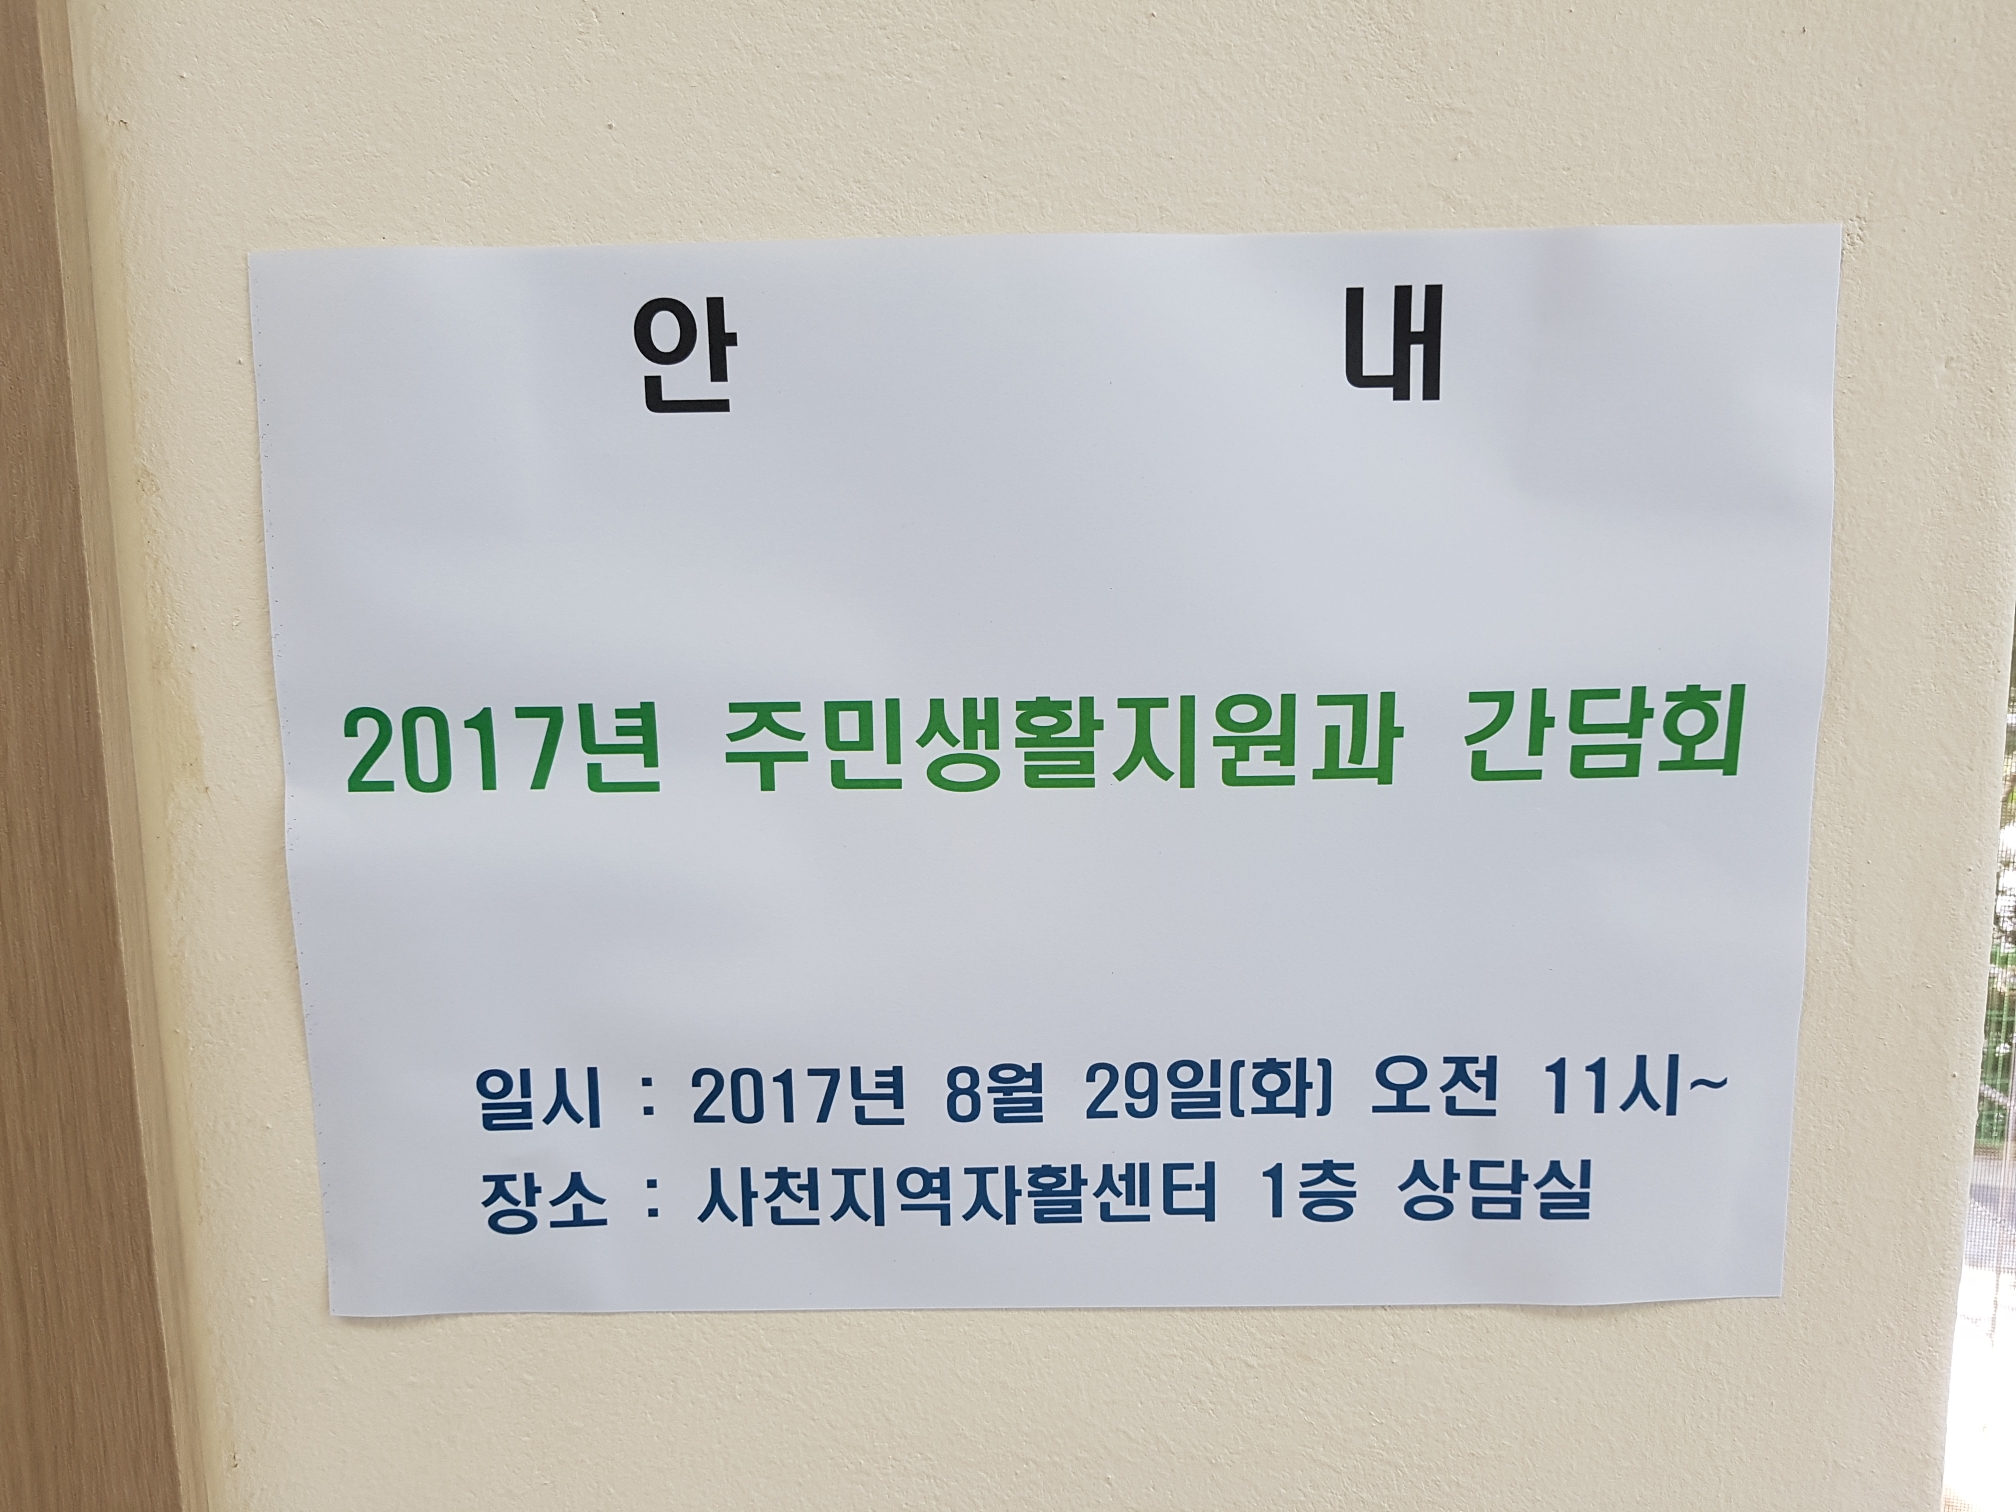 안 내
2017년 주민생활지원과 간담회
일시 : 2017년 8월 29일(화) 오전 11시~
장소 : 사천지역자활센터 1층 상담실